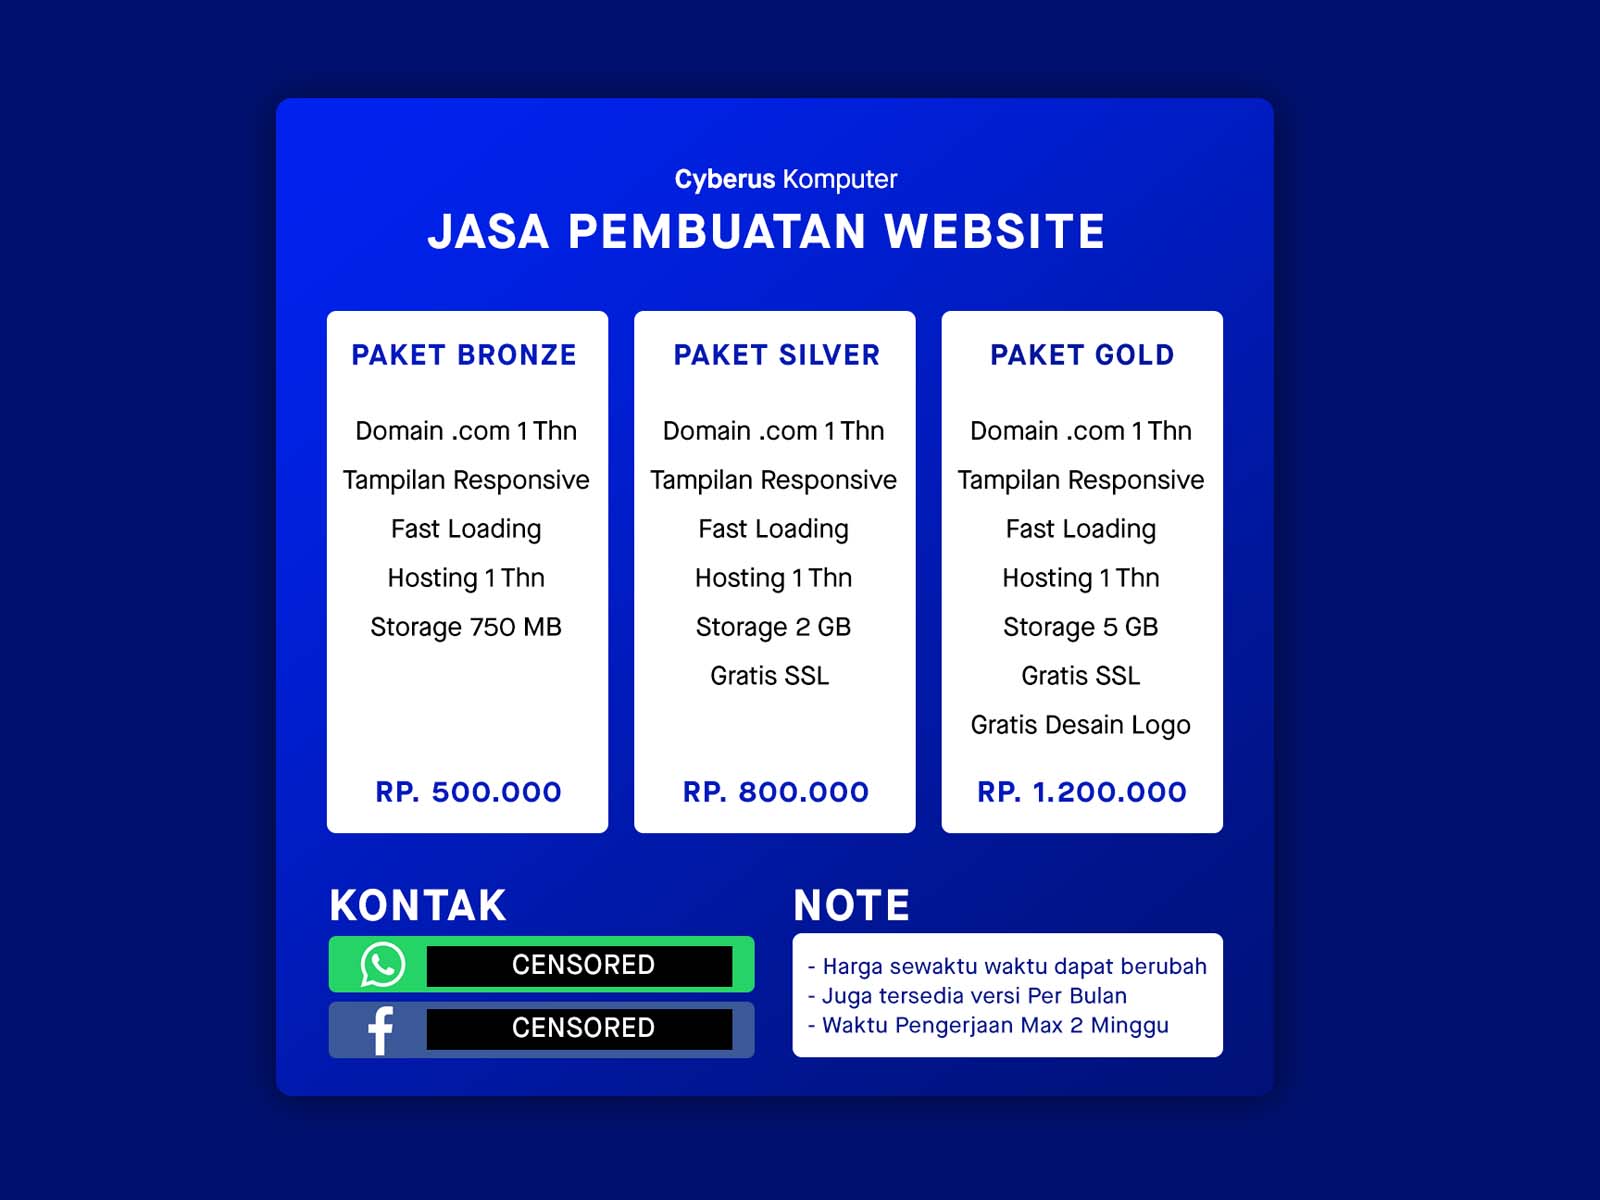 Cyberus Komputer
JASA PEMBUATAN WEBSITE
PAKET BRONZE
Domain .com 1 Thn
Tampilan Responsive
Fast Loading
Hosting 1 Thn
Storage 750 MB
RP. 500.000
PAKET SILVER
Domain .com 1 Thn
Tampilan Responsive
Fast Loading
Hosting 1 Thn
Storage 2 GB
Gratis SSL
RP. 800.000
PAKET GOLD
Domain .com 1 Thn
Tampilan Responsive
Fast Loading
Hosting 1 Thn
Storage 5 GB
Gratis SSL
Gratis Desain Logo
RP. 1.200.000
KONTAK
CENSORED
CENSORED
NOTE
- Harga sewaktu waktu dapat berubah
- Juga tersedia versi Per Bulan
- Waktu Pengerjaan Max 2 Minggu